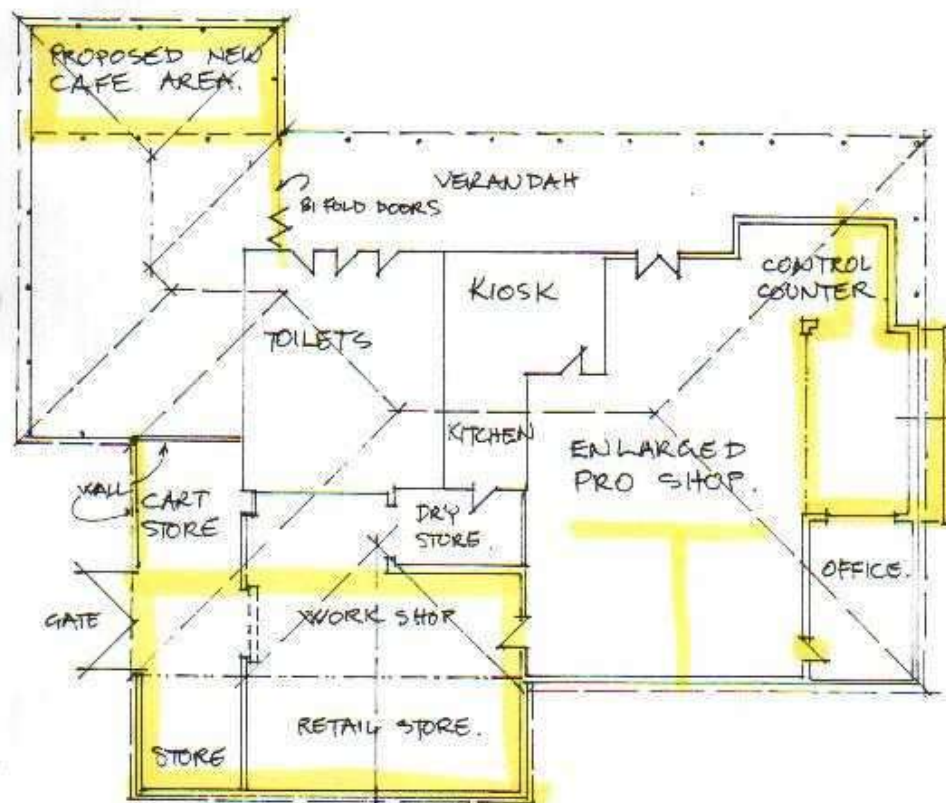 PROPOSED NEW
CAFE AREA.
VERANDAH
BI FOLD DOORS
CONTROL
COUNTER
KIOSK
TOILETS
KITCHEN
ENLARGED
PRO SHOP.
WALL
CART
STORE
DRY
STORE.
OFFICE.
GATE
WORK SHOP
RETAIL STORE.
STORE